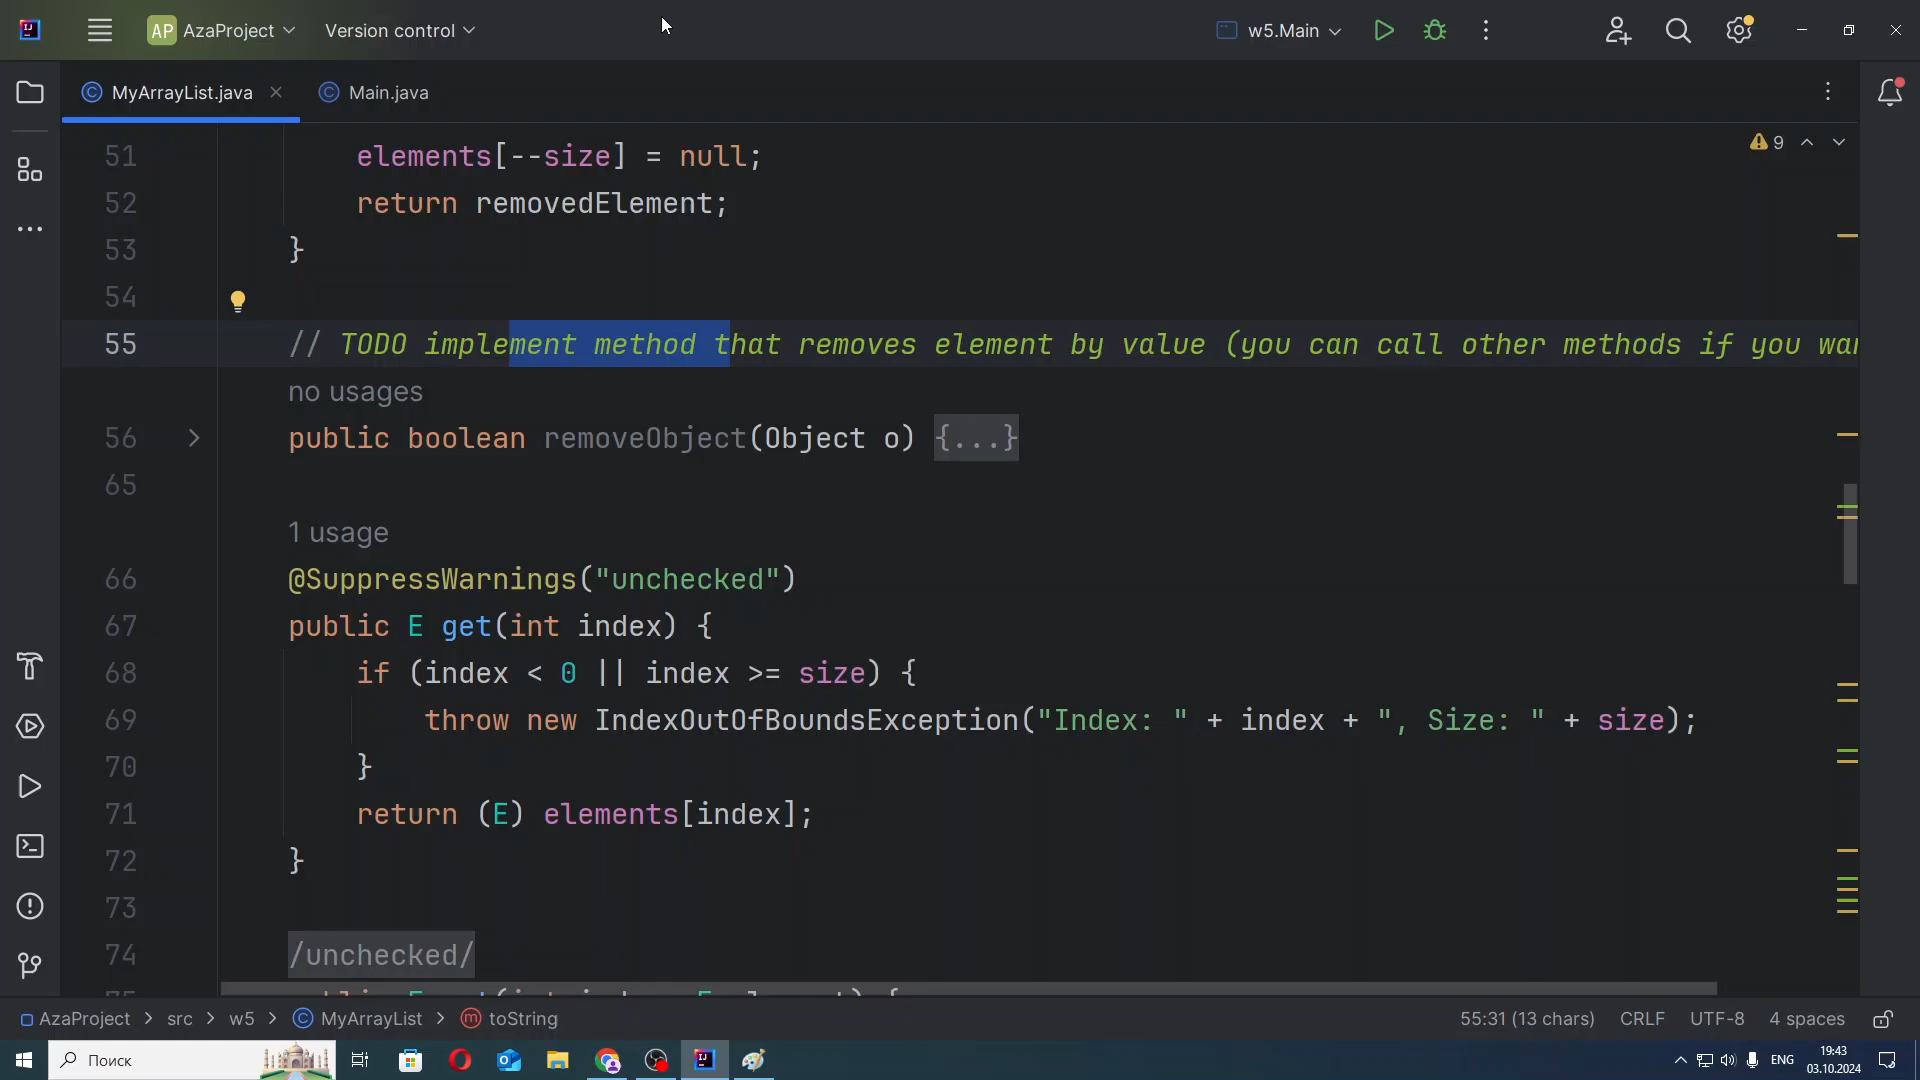 AP AzaProject Version control w5.Main
MyArrayList.java Main.java
9
51 elements[--size] = null;
52 return removedElement;
53 }
54
55 // TODO implement method that removes element by value (you can call other methods if you
no usages
56 public boolean removeObject(Object o) {...}
65
1 usage
66 @SuppressWarnings("unchecked")
67 public E get(int index) {
68 if (index < 0 || index >= size) {
69 throw new IndexOutOfBoundsException("Index: " + index + ", Size: " + size);
70 }
71 return (E) elements[index];
72 }
73
74 /unchecked/
AzaProject > src > w5 > MyArrayList > toString 55:31 (13 chars) CRLF UTF-8 4 spaces
Поиск ENG 19:43
03.10.2024